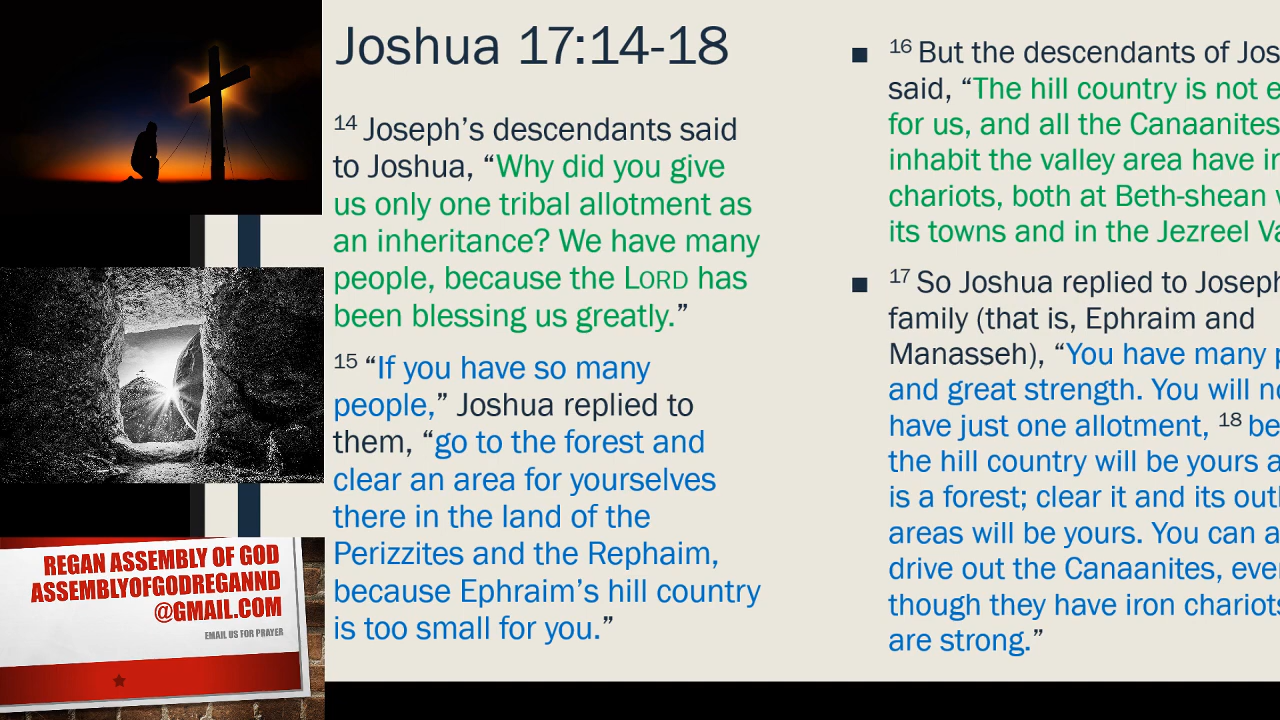 Joshua 17:14-18
14 Joseph’s descendants said
to Joshua, “Why did you give
us only one tribal allotment as
an inheritance? We have many
people, because the LORD has
been blessing us greatly.”
15 “If you have so many
people,” Joshua replied to
them, “go to the forest and
clear an area for yourselves
there in the land of the
Perizzites and the Rephaim,
because Ephraim’s hill country
is too small for you.”
■ 16 But the descendants of Jos
said, “The hill country is not e
for us, and all the Canaanites
inhabit the valley area have ir
chariots, both at Beth-shean w
its towns and in the Jezreel Va
■ 17 So Joshua replied to Joseph
family (that is, Ephraim and
Manasseh), “You have many p
and great strength. You will no
have just one allotment, 18 be
the hill country will be yours a
is a forest; clear it and its outl
areas will be yours. You can a
drive out the Canaanites, even
though they have iron chariots
are strong.”
REGAN ASSEMBLY OF GOD
ASSEMBLYOFGODREGANND
@GMAIL.COM
EMAIL US FOR PRAYER